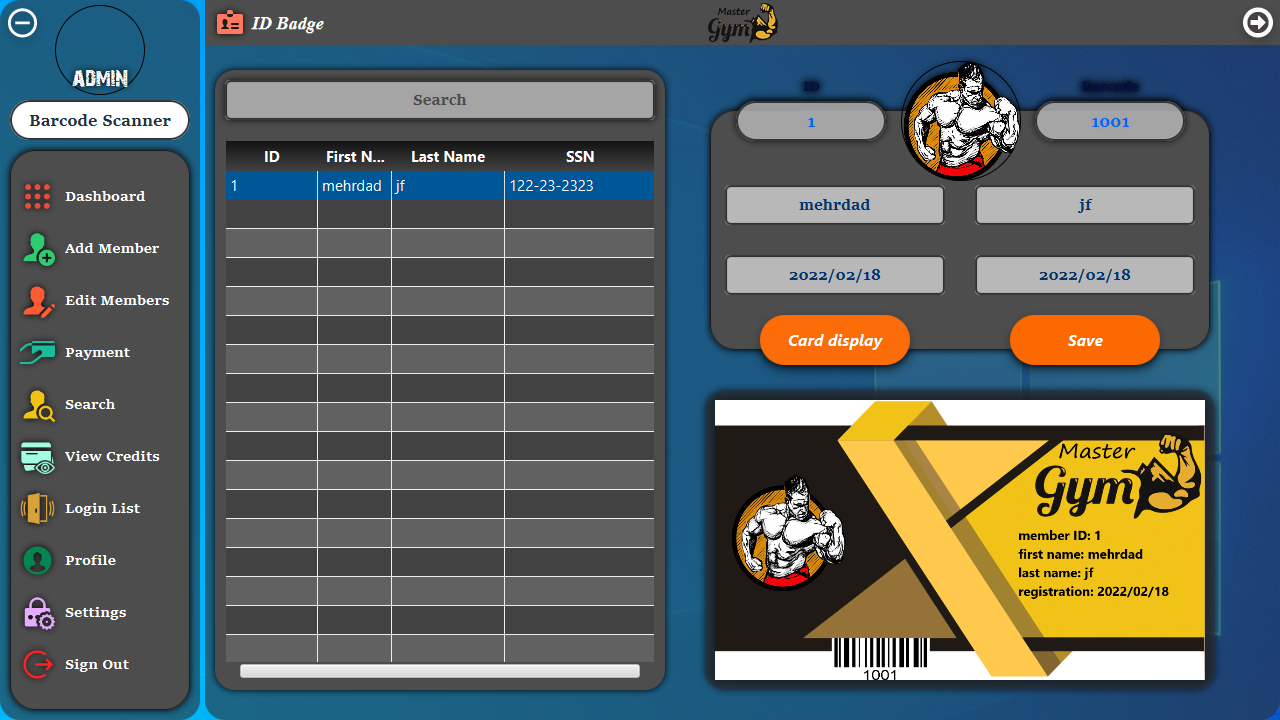 ID Badge
Master
Gym
ADMIN
Barcode Scanner
Dashboard
Add Member
Edit Members
Payment
Search
View Credits
Login List
Profile
Settings
Sign Out
Search
ID First N... Last Name SSN
1 mehrdad jf 122-23-2323
ID Barcode
1 1001
mehrdad jf
2022/02/18 2022/02/18
Card display Save
Master
Gym
member ID: 1
first name: mehrdad
last name: jf
registration: 2022/02/18
1001